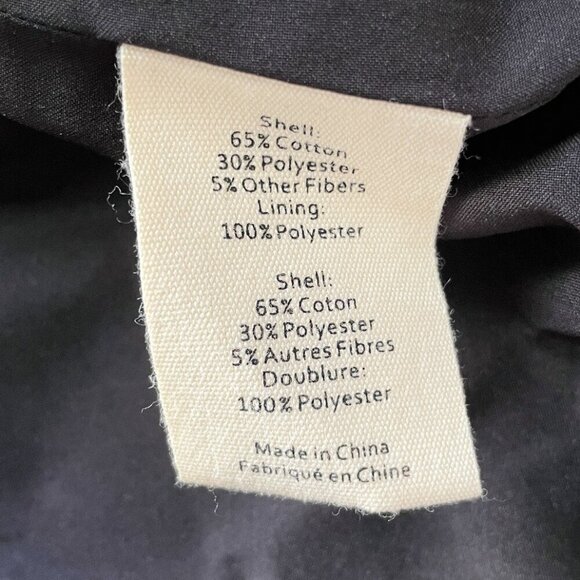 Shell:
65% Cotton
30% Polyester
5% Other Fibers
Lining:
100% Polyester
Shell:
65% Coton
30% Polyester
5% Autres Fibres
Doublure:
100% Polyester
Made in China
Fabriqué en Chine